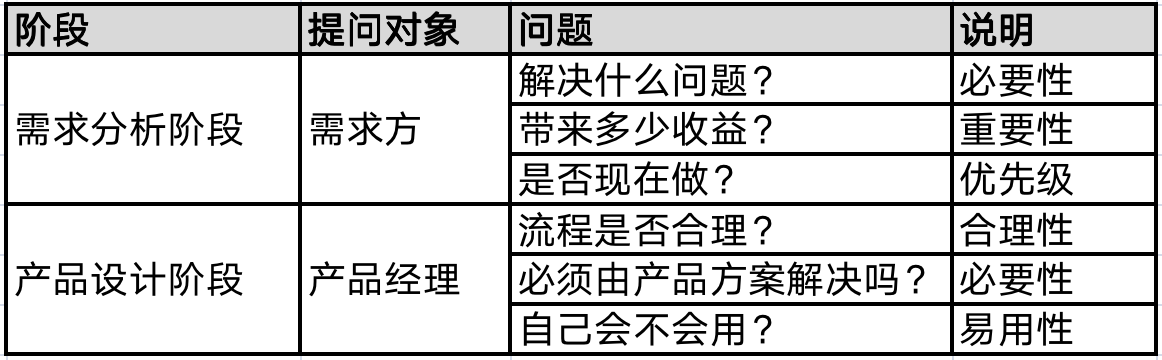 阶段 提问对象 问题 说明
需求分析阶段 需求方 解决什么问题？ 必要性
带来多少收益？ 重要性
是否现在做？ 优先级
产品设计阶段 产品经理 流程是否合理？ 合理性
必须由产品方案解决吗？ 必要性
自己会不会用？ 易用性